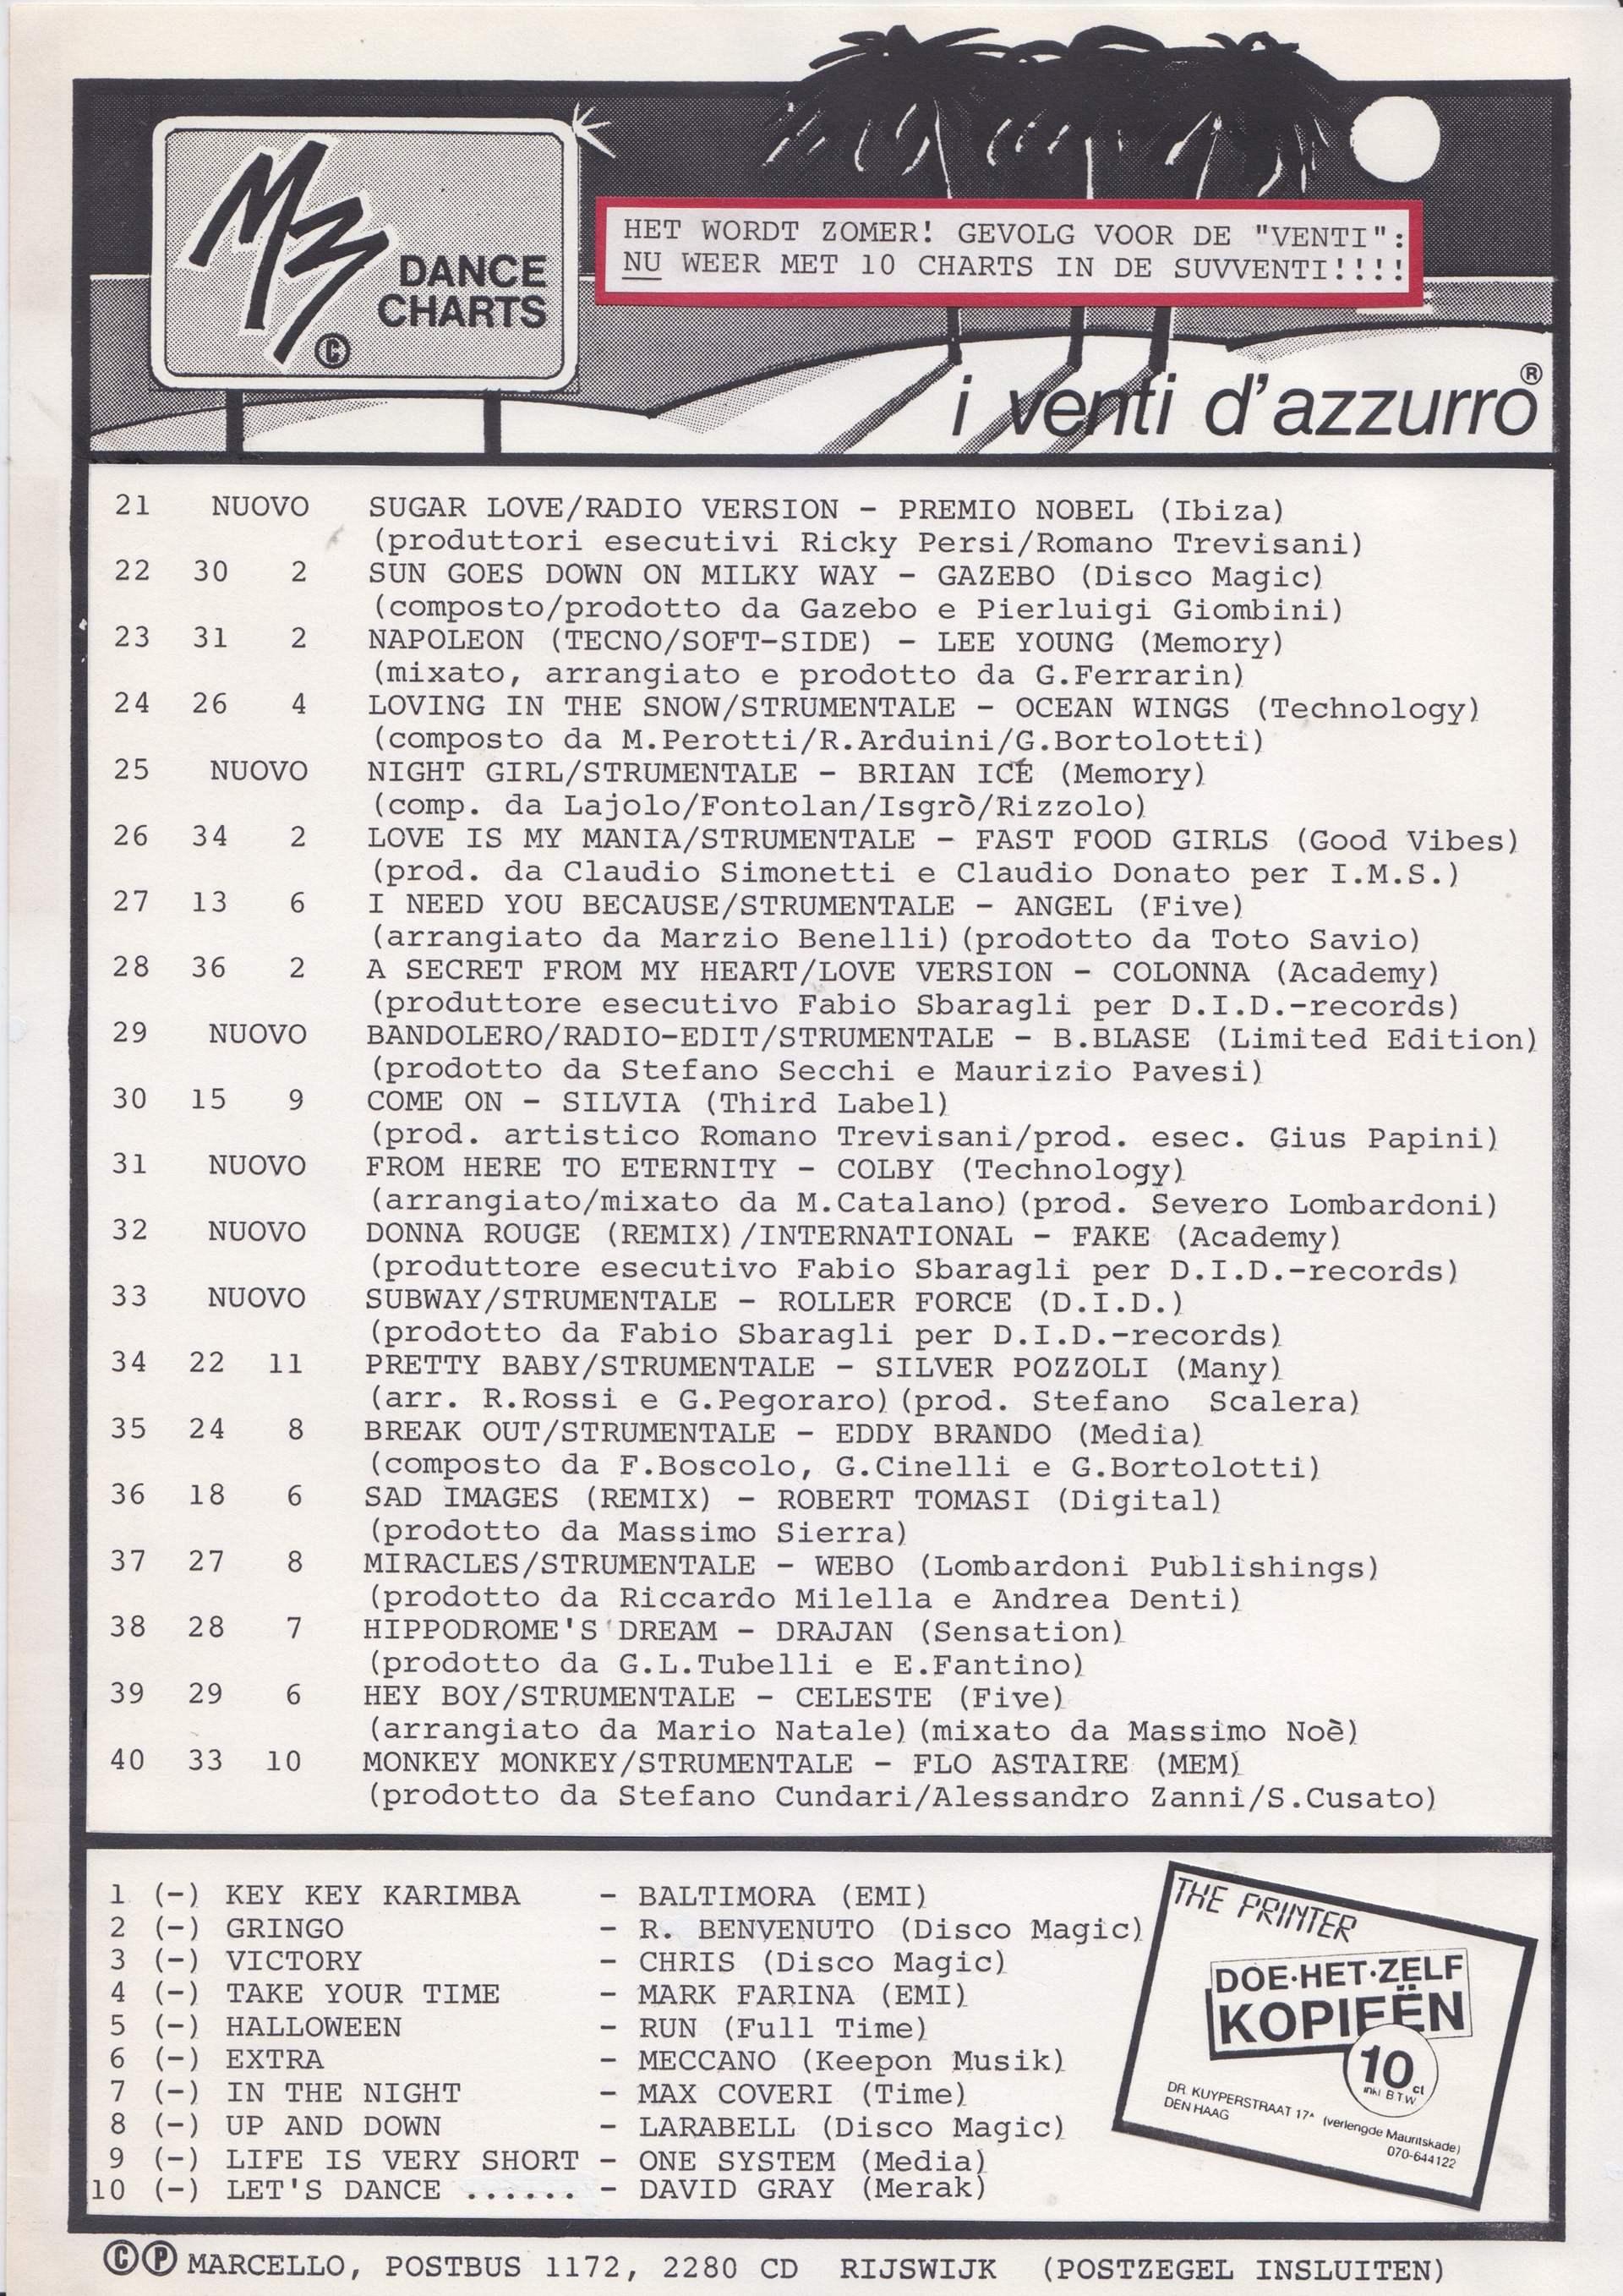 M3
DANCE
CHARTS
©
HET WORDT ZOMER! GEVOLG VOOR DE "VENTI":
NU WEER MET 10 CHARTS IN DE SUVVENTI!!!!
i venti d'azzurro®
21 NUOVO SUGAR LOVE/RADIO VERSION - PREMIO NOBEL (Ibiza)
(produttori esecutivi Ricky Persi/Romano Trevisani)
22 30 2 SUN GOES DOWN ON MILKY WAY - GAZEBO (Disco Magic)
(composto/prodotto da Gazebo e Pierluigi Giombini)
23 31 2 NAPOLEON (TECNO/SOFT-SIDE) - LEE YOUNG (Memory)
(mixato, arrangiato e prodotto da G.Ferrarin)
24 26 4 LOVING IN THE SNOW/STRUMENTALE - OCEAN WINGS (Technology)
(composto da M.Perotti/R.Arduini/G.Bortolotti)
25 NUOVO NIGHT GIRL/STRUMENTALE - BRIAN ICE (Memory)
(comp. da Lajolo/Fontolan/Isgrò/Rizzolo)
26 34 2 LOVE IS MY MANIA/STRUMENTALE - FAST FOOD GIRLS (Good Vibes)
(prod. da Claudio Simonetti e Claudio Donato per I.M.S.)
27 13 6 I NEED YOU BECAUSE/STRUMENTALE - ANGEL (Five)
(arrangiato da Marzio Benelli) (prodotto da Toto Savio)
28 36 2 A SECRET FROM MY HEART/LOVE VERSION - COLONNA (Academy)
(produttore esecutivo Fabio Sbaragli per D.I.D.-records)
29 NUOVO BANDOLERO/RADIO-EDIT/STRUMENTALE - B.BLASE (Limited Edition)
(prodotto da Stefano Secchi e Maurizio Pavesi)
30 15 9 COME ON - SILVIA (Third Label)
(prod. artistico Romano Trevisani/prod. esec. Gius Papini)
31 NUOVO FROM HERE TO ETERNITY - COLBY (Technology)
(arrangiato/mixato da M.Catalano) (prod. Severo Lombardoni)
32 NUOVO DONNA ROUGE (REMIX)/INTERNATIONAL - FAKE (Academy)
(produttore esecutivo Fabio Sbaragli per D.I.D.-records)
33 NUOVO SUBWAY/STRUMENTALE - ROLLER FORCE (D.I.D.)
(prodotto da Fabio Sbaragli per D.I.D.-records)
34 22 11 PRETTY BABY/STRUMENTALE - SILVER POZZOLI (Many)
(arr. R.Rossi e G.Pegoraro) (prod. Stefano Scalera)
35 24 8 BREAK OUT/STRUMENTALE - EDDY BRANDO (Media)
(composto da F.Boscolo, G.Cinelli e G.Bortolotti)
36 18 6 SAD IMAGES (REMIX) - ROBERT TOMASI (Digital)
(prodotto da Massimo Sierra)
37 27 8 MIRACLES/STRUMENTALE - WEBO (Lombardoni Publishings)
(prodotto da Riccardo Milella e Andrea Denti)
38 28 7 HIPPODROME'S DREAM - DRAJAN (Sensation)
(prodotto da G.L.Tubelli e E.Fantino)
39 29 6 HEY BOY/STRUMENTALE - CELESTE (Five)
(arrangiato da Mario Natale) (mixato da Massimo Noè)
40 33 10 MONKEY MONKEY/STRUMENTALE - FLO ASTAIRE (MEM)
(prodotto da Stefano Cundari/Alessandro Zanni/S.Cusato)
1 (-) KEY KEY KARIMBA - BALTIMORA (EMI)
2 (-) GRINGO - R. BENVENUTO (Disco Magic)
3 (-) VICTORY - CHRIS (Disco Magic)
4 (-) TAKE YOUR TIME - MARK FARINA (EMI)
5 (-) HALLOWEEN - RUN (Full Time)
6 (-) EXTRA - MECCANO (Keepon Musik)
7 (-) IN THE NIGHT - MAX COVERI (Time)
8 (-) UP AND DOWN - LARABELL (Disco Magic)
9 (-) LIFE IS VERY SHORT - ONE SYSTEM (Media)
10 (-) LET'S DANCE ...... - DAVID GRAY (Merak)
THE PRINTER
DOE·HET·ZELF
KOPIEËN
10 ct
inkl B.T.W.
DR. KUYPERSTRAAT 17ᴬ (verlengde Mauritskade)
DEN HAAG
070-644122
©Ⓟ MARCELLO, POSTBUS 1172, 2280 CD RIJSWIJK (POSTZEGEL INSLUITEN)